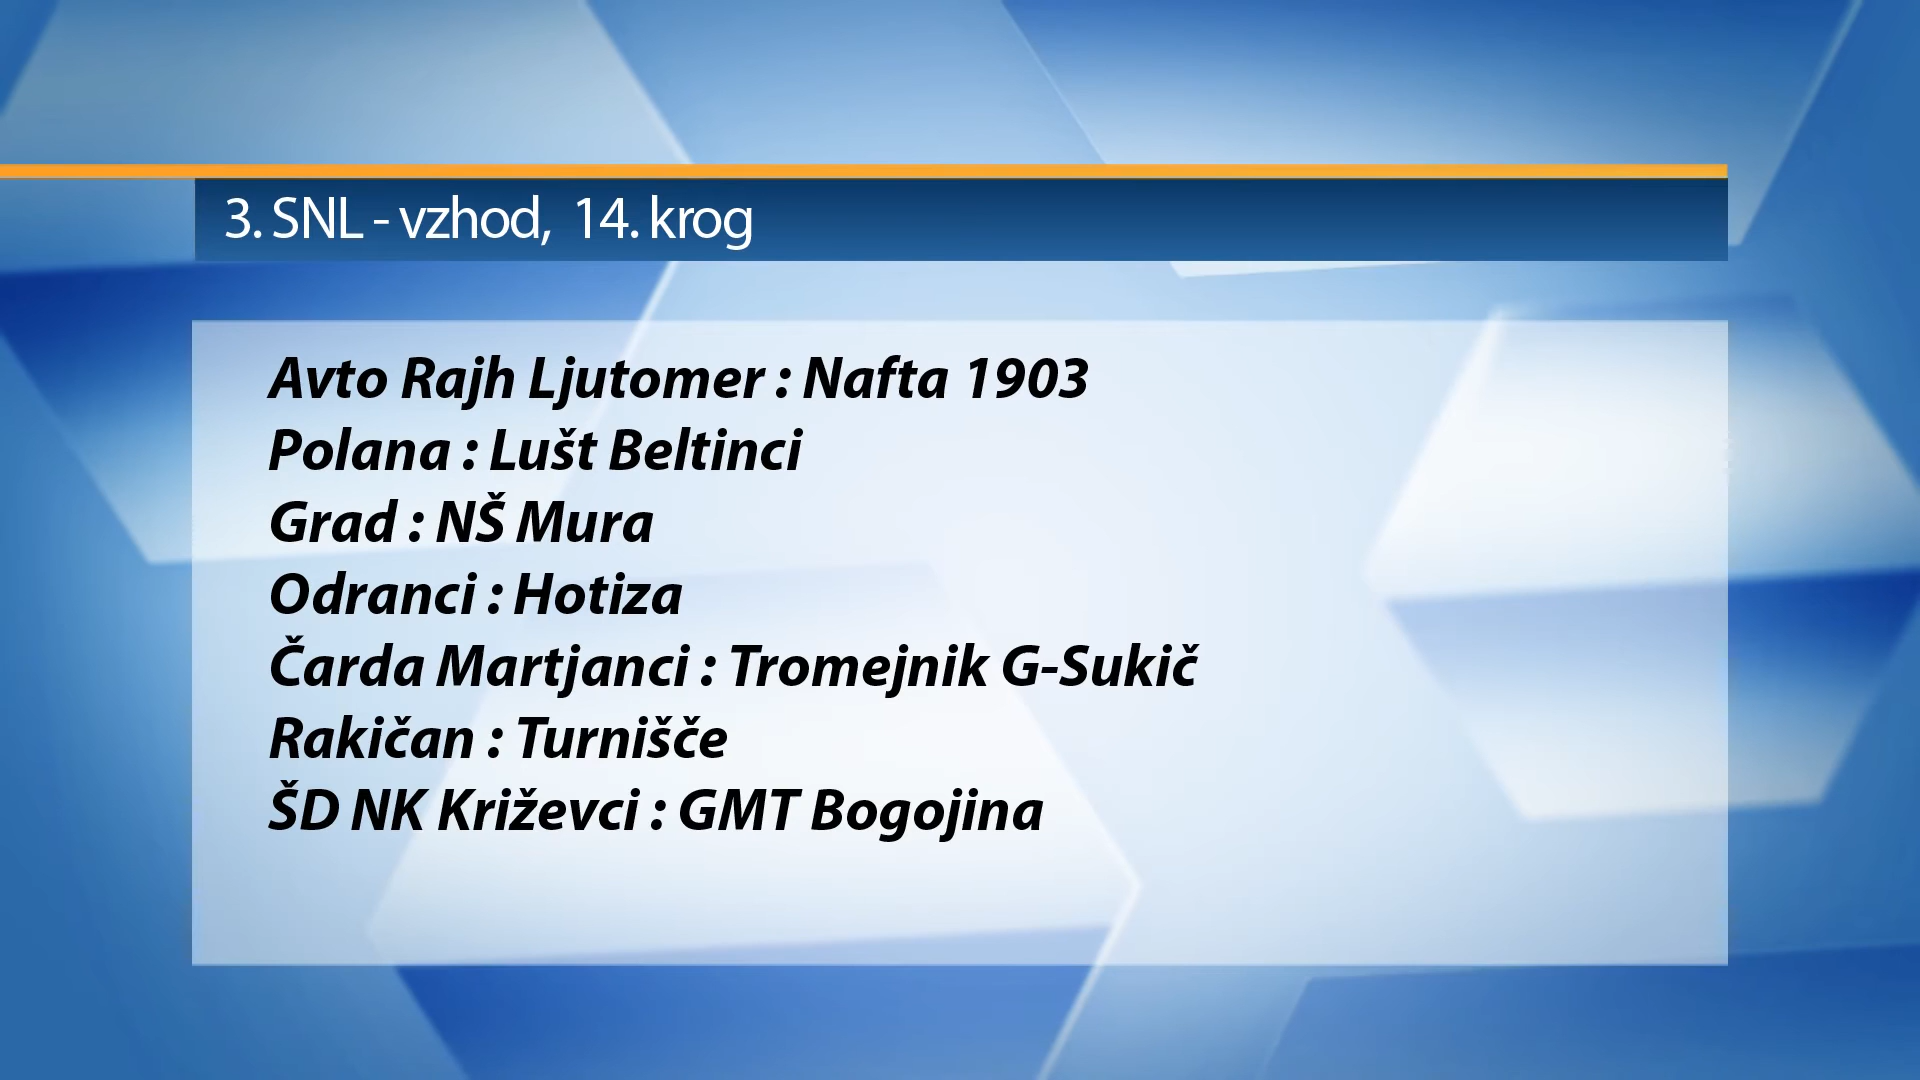 3. SNL - vzhod, 14. krog
Avto Rajh Ljutomer : Nafta 1903
Polana : Lušt Beltinci
Grad : NŠ Mura
Odranci : Hotiza
Čarda Martjanci : Tromejnik G-Sukič
Rakičan : Turnišče
ŠD NK Križevci : GMT Bogojina